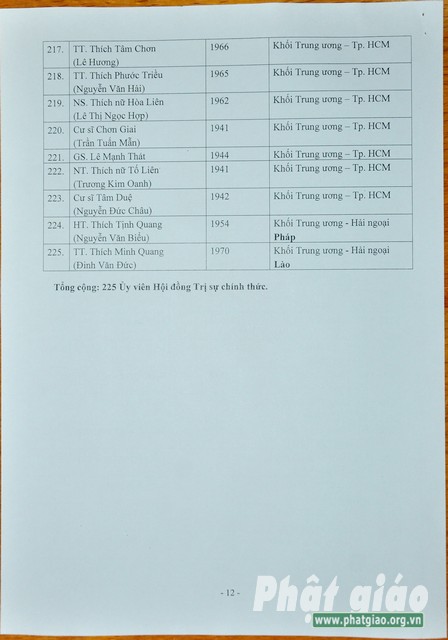 217. TT. Thích Tâm Chơn 1966 Khối Trung ương – Tp. HCM
(Lê Hương)
218. TT. Thích Phước Triều 1965 Khối Trung ương – Tp. HCM
(Nguyễn Văn Hải)
219. NS. Thích nữ Hòa Liên 1962 Khối Trung ương – Tp. HCM
(Lê Thị Ngọc Hợp)
220. Cư sĩ Chơn Giai 1941 Khối Trung ương – Tp. HCM
(Trần Tuấn Mẫn)
221. GS. Lê Mạnh Thát 1944 Khối Trung ương – Tp. HCM
222. NT. Thích nữ Tố Liên 1941 Khối Trung ương – Tp. HCM
(Trương Kim Oanh)
223. Cư sĩ Tâm Duệ 1942 Khối Trung ương – Tp. HCM
(Nguyễn Đức Châu)
224. HT. Thích Tịnh Quang 1954 Khối Trung ương - Hải ngoại
(Nguyễn Văn Biểu) Pháp
225. TT. Thích Minh Quang 1970 Khối Trung ương - Hải ngoại
(Đinh Văn Đức) Lào
Tổng cộng: 225 Ủy viên Hội đồng Trị sự chính thức.
- 12 -
Phật giáo
www.phatgiao.org.vn